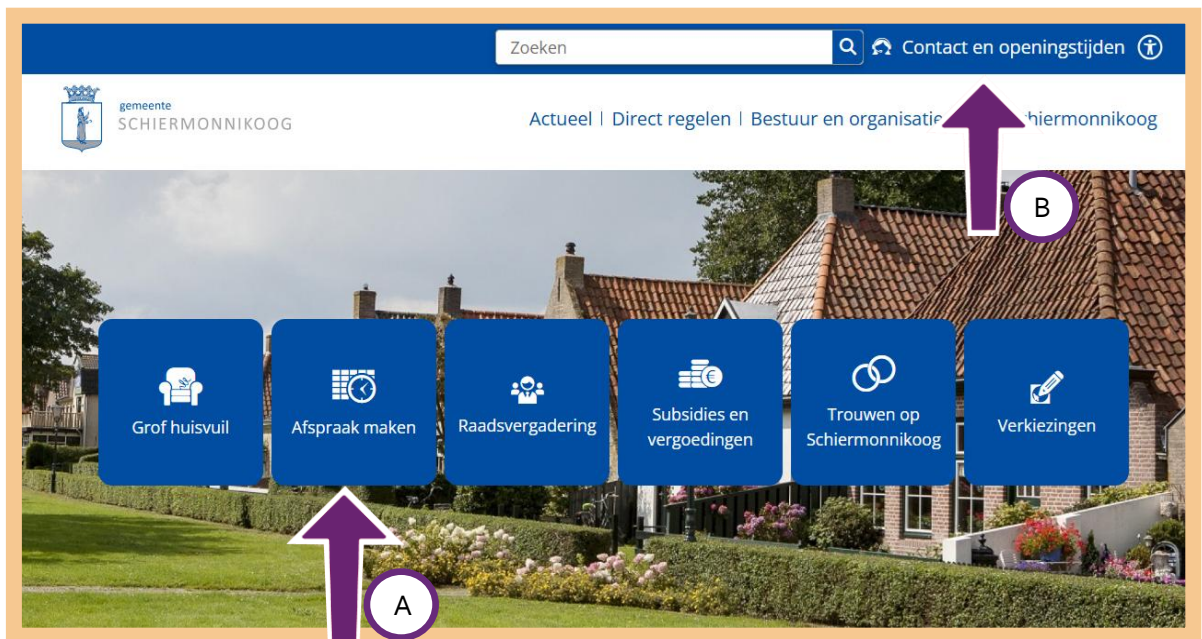 Zoeken
Contact en openingstijden
gemeente
SCHIERMONNIKOOG
Actueel | Direct regelen | Bestuur en organisatie
B
Grof huisvuil
Afspraak maken
Raadsvergadering
Subsidies en
vergoedingen
Trouwen op
Schiermonnikoog
Verkiezingen
A